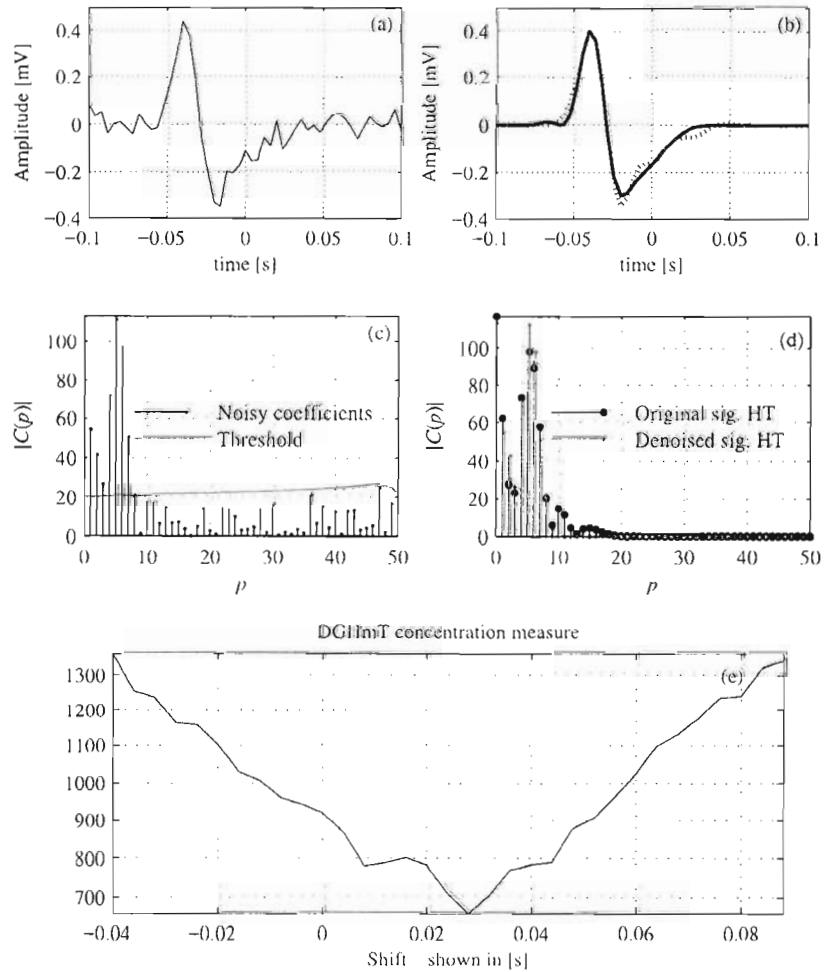 (a)
Amplitude [mV]
0.4
0.2
0
−0.2
−0.4
−0.1 −0.05 0 0.05 0.1
time [s]
(b)
Amplitude [mV]
0.4
0.2
0
−0.2
−0.4
−0.1 −0.05 0 0.05 0.1
time [s]
(c)
|C(p)|
100
80
60
40
20
0
Noisy coefficients
Threshold
0 10 20 30 40 50
p
(d)
|C(p)|
100
80
60
40
20
0
Original sig. HT
Denoised sig. HT
0 10 20 30 40 50
p
DGHmT concentration measure
(e)
1300
1200
1100
1000
900
800
700
-0.04 -0.02 0 0.02 0.04 0.06 0.08
Shift shown in [s]